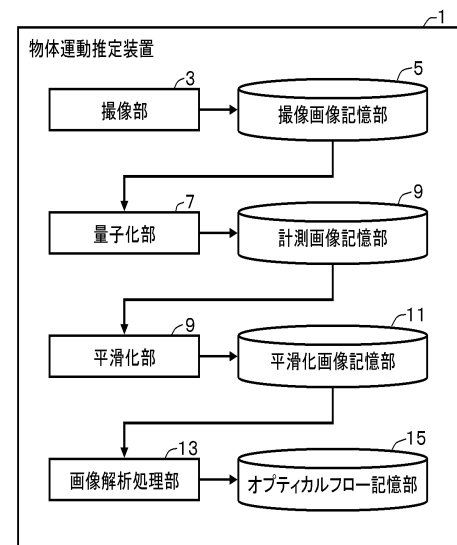 1
物体運動推定装置
3
撮像部
5
撮像画像記憶部
7
量子化部
9
計測画像記憶部
9
平滑化部
11
平滑化画像記憶部
13
画像解析処理部
15
オプティカルフロー記憶部